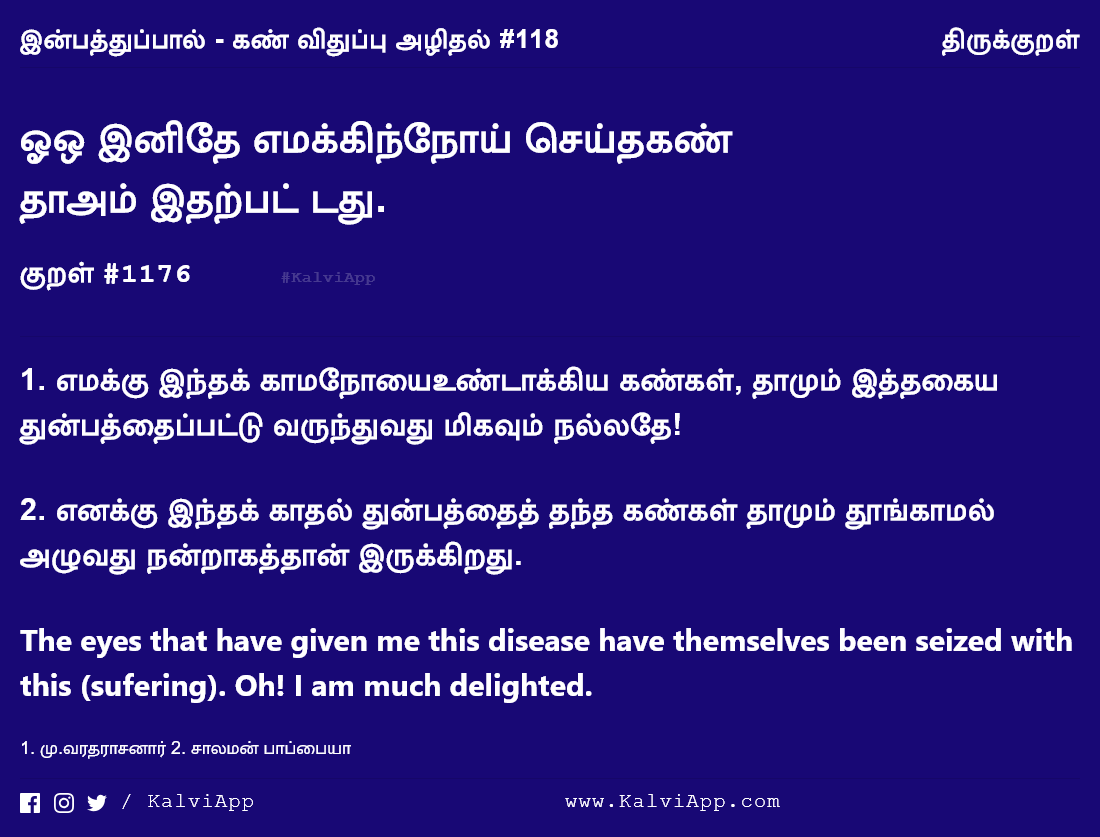 இன்பத்துப்பால் - கண் விதுப்பு அழிதல் #118
திருக்குறள்
ஓஒ இனிதே எமக்கிந்நோய் செய்தகண்
தாஅம் இதற்பட் டது.
குறள் #1176
#KalviApp
1. எமக்கு இந்தக் காமநோயைஉண்டாக்கிய கண்கள், தாமும் இத்தகைய
துன்பத்தைப்பட்டு வருந்துவது மிகவும் நல்லதே!
2. எனக்கு இந்தக் காதல் துன்பத்தைத் தந்த கண்கள் தாமும் தூங்காமல்
அழுவது நன்றாகத்தான் இருக்கிறது.
The eyes that have given me this disease have themselves been seized with
this (sufering). Oh! I am much delighted.
1. மு.வரதராசனார் 2. சாலமன் பாப்பையா
/ KalviApp
www.KalviApp.com